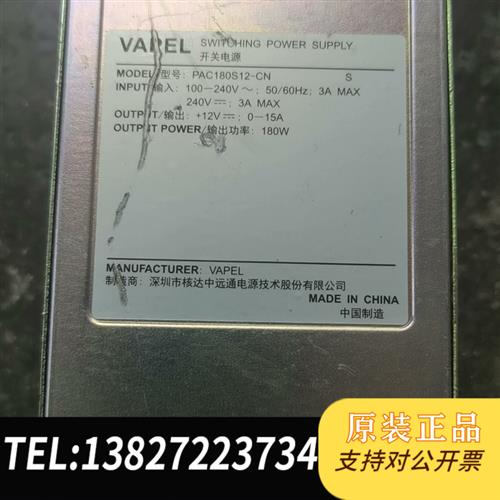 VAPEL SWITCHING POWER SUPPLY
开关电源
MODEL/型号: PAC180S12-CN S
INPUT/输入: 100—240V～; 50/60Hz; 3A MAX
240V⎓; 3A MAX
OUTPUT/输出: +12V⎓; 0—15A
OUTPUT POWER/输出功率: 180W
MANUFACTURER: VAPEL
制造商: 深圳市核达中远通电源技术股份有限公司
MADE IN CHINA
中国制造
TEL:13827223734
原装正品
支持对公开票